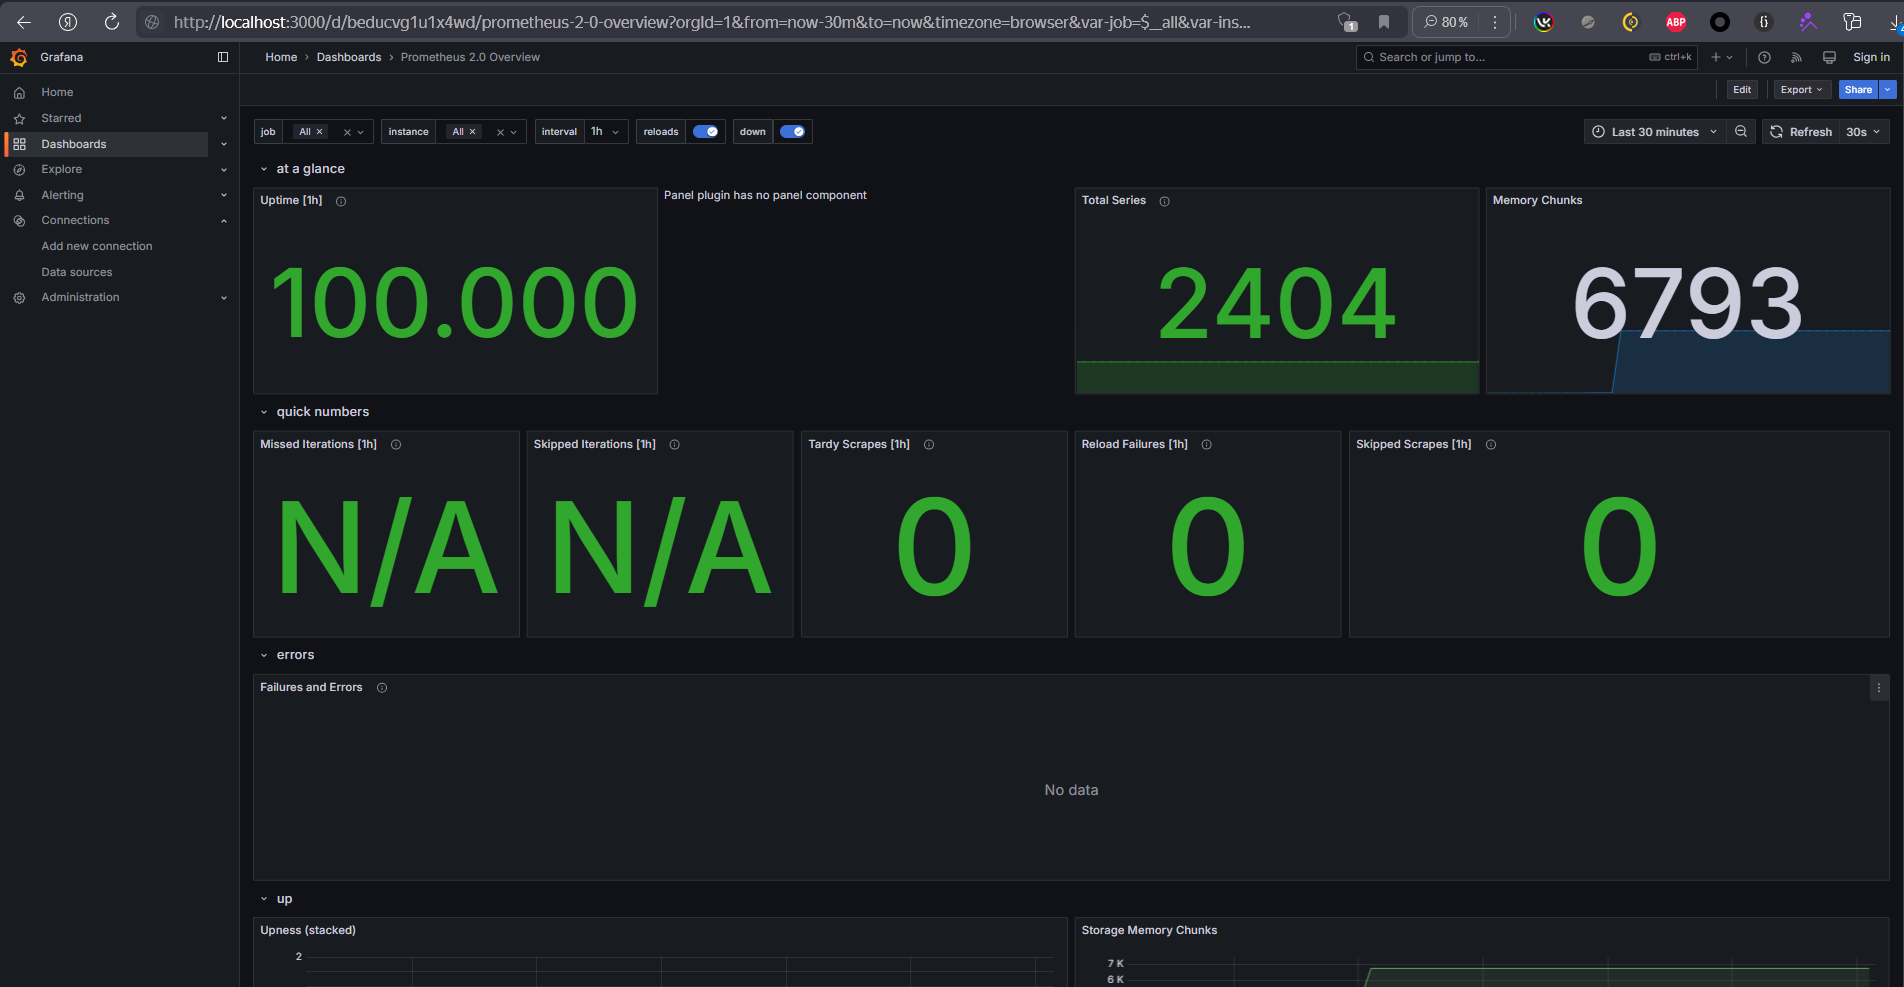 http://localhost:3000/d/beducvg1u1x4wd/prometheus-2-0-overview?orgId=1&from=now-30m&to=now&timezone=browser&var-job=$__all&var-ins...
1
80 %
ABP
Grafana
Home › Dashboards › Prometheus 2.0 Overview
Search or jump to...
ctrl+k
Sign in
Edit
Export
Share
Home
Starred
Dashboards
Explore
Alerting
Connections
Add new connection
Data sources
Administration
job All
instance All
interval 1h
reloads
down
Last 30 minutes
Refresh
30s
at a glance
Uptime [1h]
100.000
Panel plugin has no panel component
Total Series
2404
Memory Chunks
6793
quick numbers
Missed Iterations [1h]
N/A
Skipped Iterations [1h]
N/A
Tardy Scrapes [1h]
0
Reload Failures [1h]
0
Skipped Scrapes [1h]
0
errors
Failures and Errors
No data
up
Upness (stacked)
2
Storage Memory Chunks
7 K
6 K